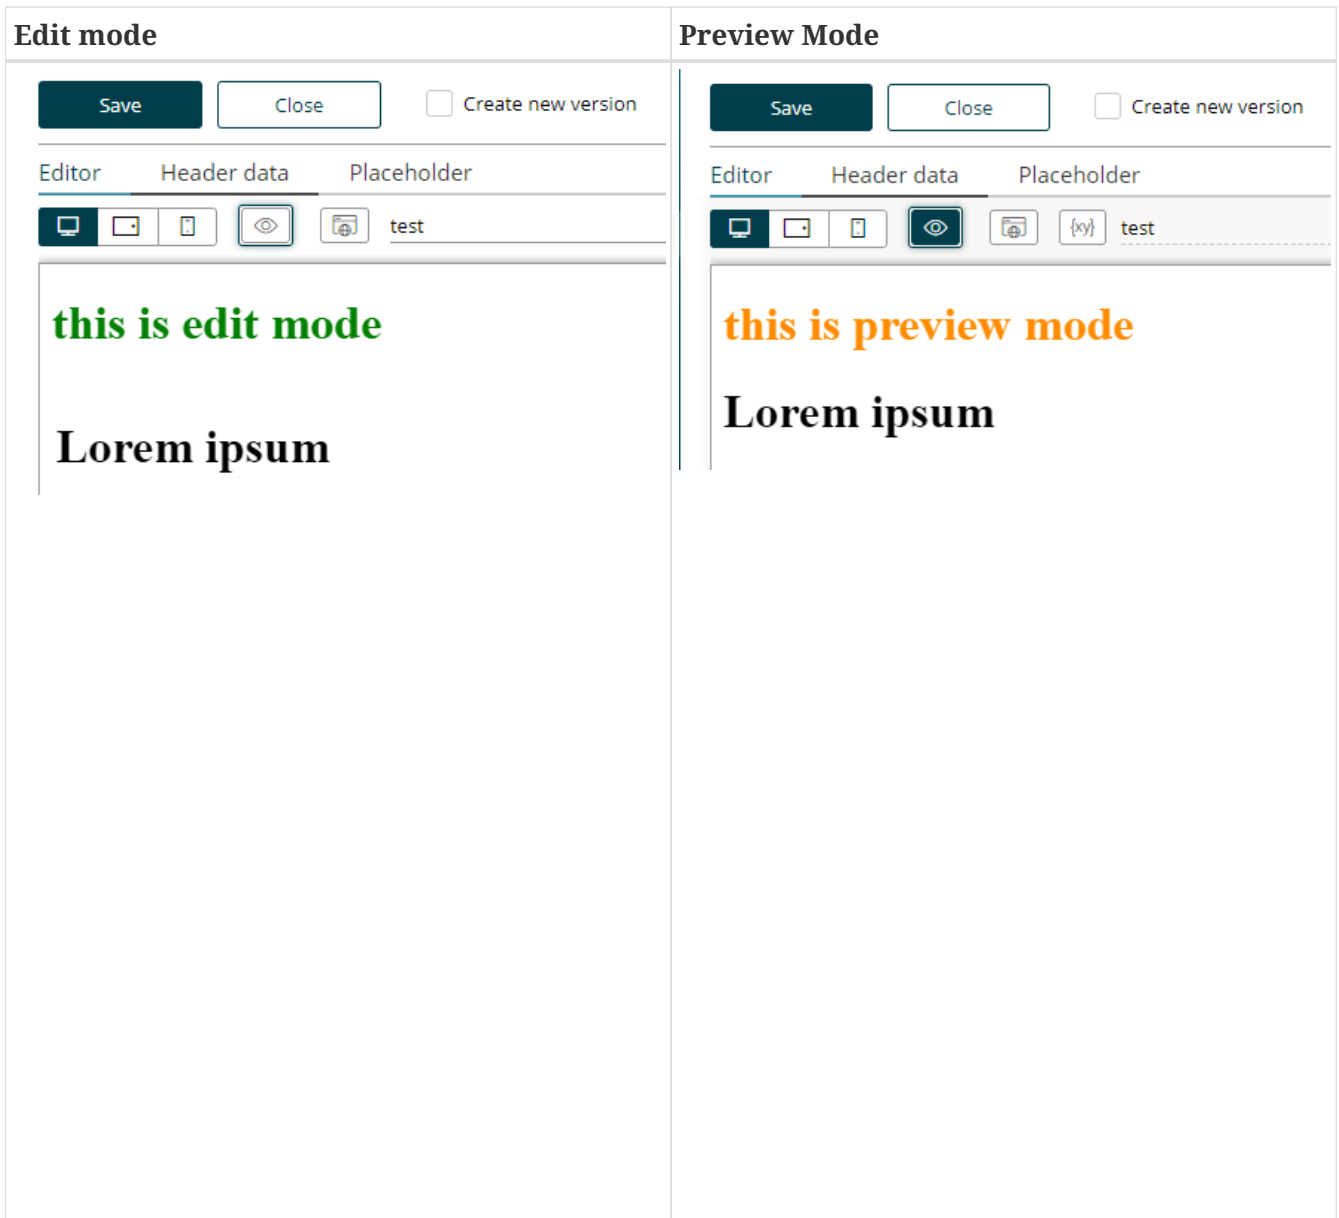 Edit mode
Preview Mode
Save Close Create new version
Editor Header data Placeholder
test
this is edit mode
Lorem ipsum
Save Close Create new version
Editor Header data Placeholder
{xy} test
this is preview mode
Lorem ipsum